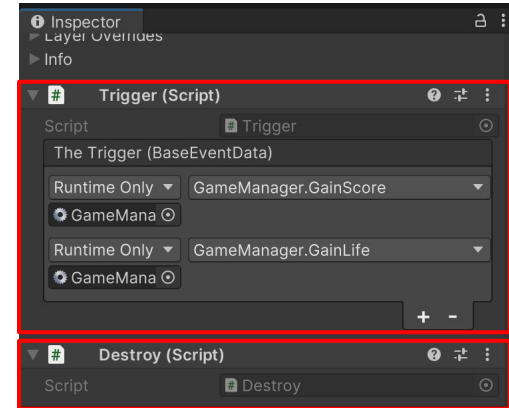 Inspector
Layer Overrides
Info
# Trigger (Script)
Script # Trigger
The Trigger (BaseEventData)
Runtime Only GameManager.GainScore
GameMana
Runtime Only GameManager.GainLife
GameMana
+ -
# Destroy (Script)
Script # Destroy